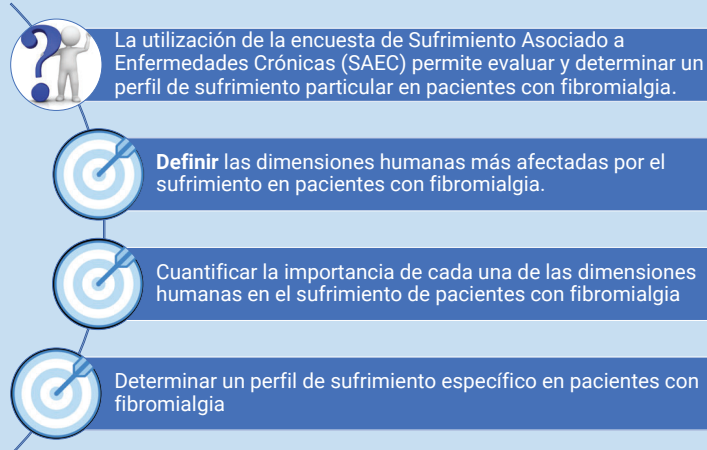 La utilización de la encuesta de Sufrimiento Asociado a
Enfermedades Crónicas (SAEC) permite evaluar y determinar un
perfil de sufrimiento particular en pacientes con fibromialgia.
Definir las dimensiones humanas más afectadas por el
sufrimiento en pacientes con fibromialgia.
Cuantificar la importancia de cada una de las dimensiones
humanas en el sufrimiento de pacientes con fibromialgia
Determinar un perfil de sufrimiento específico en pacientes con
fibromialgia